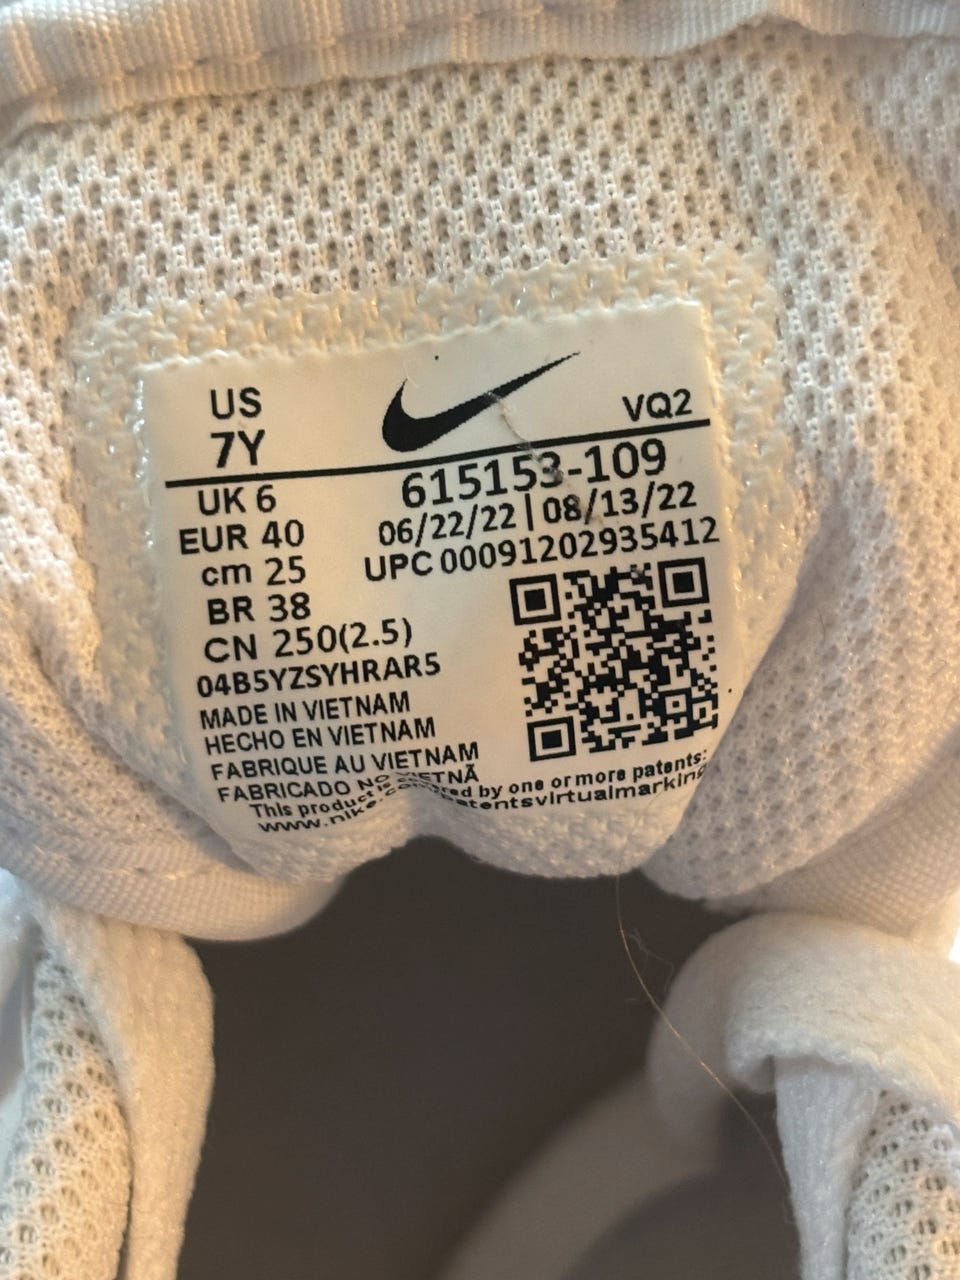 US
7Y
VQ2
UK 6
EUR 40
cm 25
BR 38
CN 250(2.5)
615153-109
06/22/22 | 08/13/22
UPC 00091202935412
04B5YZSYHRAR5
MADE IN VIETNAM
HECHO EN VIETNAM
FABRIQUE AU VIETNAM
FABRICADO NO VIETNÃ
This product is by one or more patents:
www.nike.